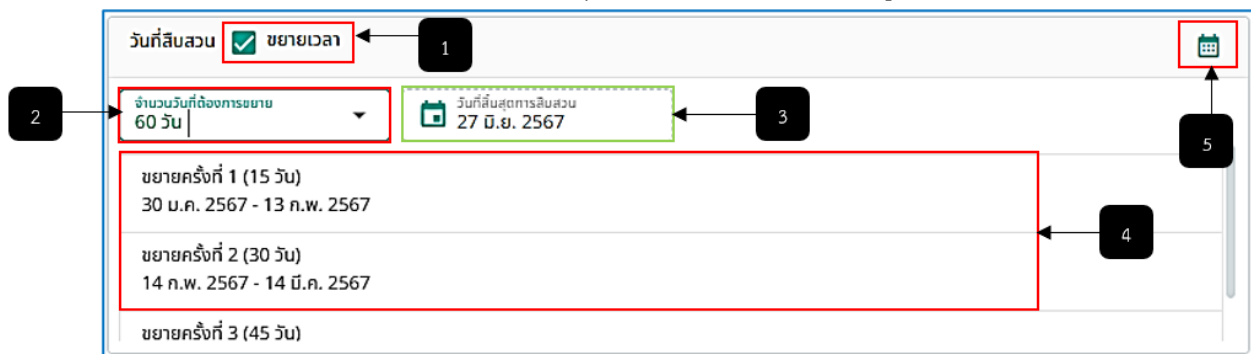 วันที่สืบสวน ขยายเวลา
1
5
2
จำนวนวันที่ต้องการขยาย
60 วัน
วันที่สิ้นสุดการสืบสวน
27 มิ.ย. 2567
3
ขยายครั้งที่ 1 (15 วัน)
30 ม.ค. 2567 - 13 ก.พ. 2567
4
ขยายครั้งที่ 2 (30 วัน)
14 ก.พ. 2567 - 14 มี.ค. 2567
ขยายครั้งที่ 3 (45 วัน)